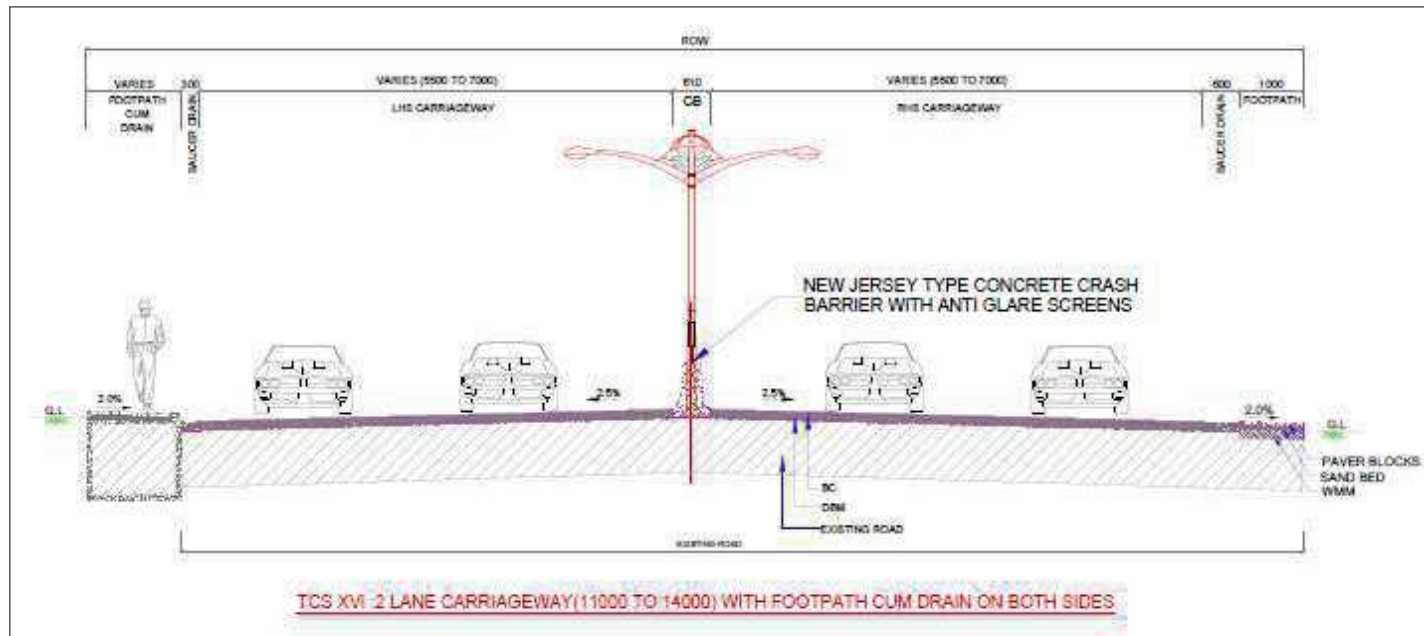 ROW
VARIES
300
VARIES (5500 TO 7000)
610
VARIES (5500 TO 7000)
600
1000
FOOTPATH
CUM
DRAIN
SAUCER DRAIN
LHS CARRIAGEWAY
CB
RHS CARRIAGEWAY
SAUCER DRAIN
FOOTPATH
NEW JERSEY TYPE CONCRETE CRASH
BARRIER WITH ANTI GLARE SCREENS
2.0%
2.5%
2.5%
2.0%
G.L
G.L
PAVER BLOCKS
SAND BED
WMM
BC
DBM
EXISTING ROAD
EXISTING ROAD
TCS XVI 2 LANE CARRIAGEWAY(11000 TO 14000) WITH FOOTPATH CUM DRAIN ON BOTH SIDES